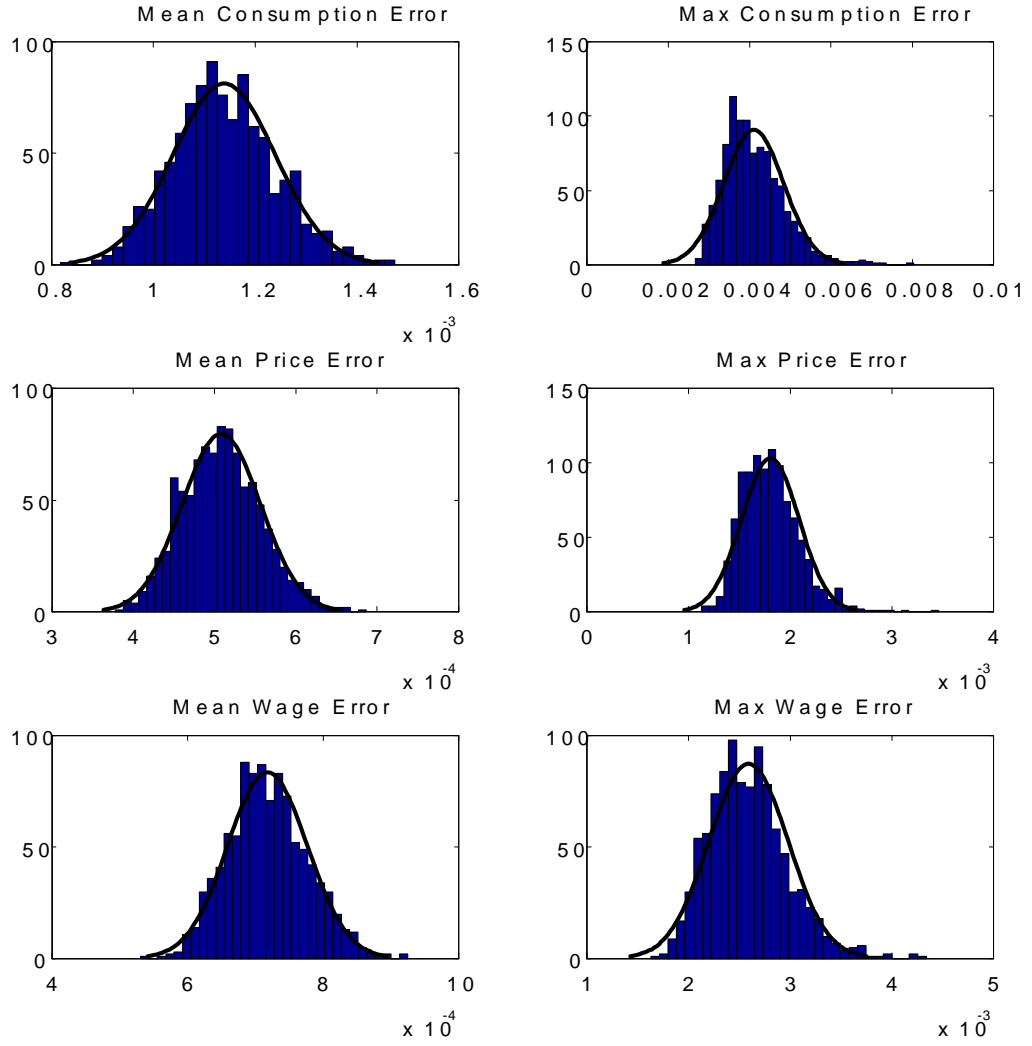 Mean Consumption Error
100
50
0
0.8 1 1.2 1.4 1.6
x 10^-3
Max Consumption Error
150
100
50
0
0 0.002 0.004 0.006 0.008 0.01
Mean Price Error
100
50
0
3 4 5 6 7 8
x 10^-4
Max Price Error
150
100
50
0
0 1 2 3 4
x 10^-3
Mean Wage Error
100
50
0
4 6 8 10
x 10^-4
Max Wage Error
100
50
0
1 2 3 4 5
x 10^-3